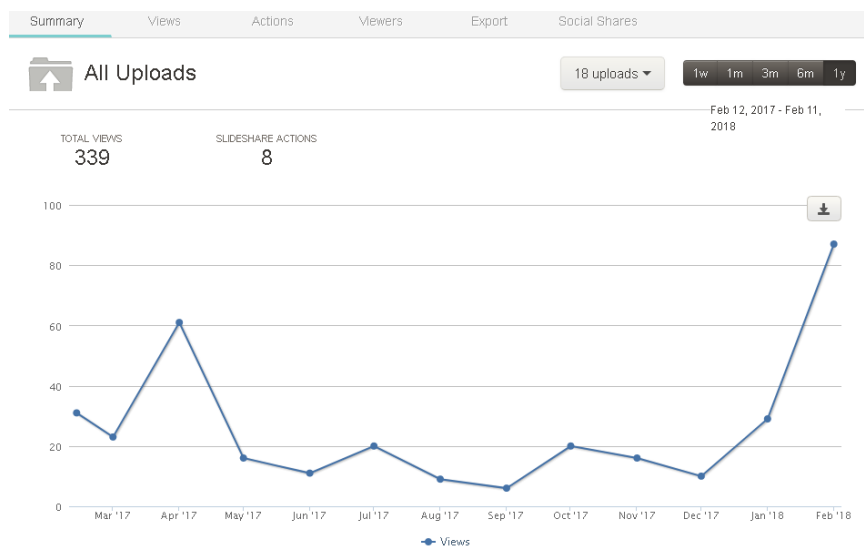 Summary Views Actions Viewers Export Social Shares
All Uploads 18 uploads 1w 1m 3m 6m 1y
Feb 12, 2017 - Feb 11,
2018
TOTAL VIEWS SLIDESHARE ACTIONS
339 8
100
80
60
40
20
0
Mar '17 Apr '17 May '17 Jun '17 Jul '17 Aug '17 Sep '17 Oct '17 Nov '17 Dec '17 Jan '18 Feb '18
Views